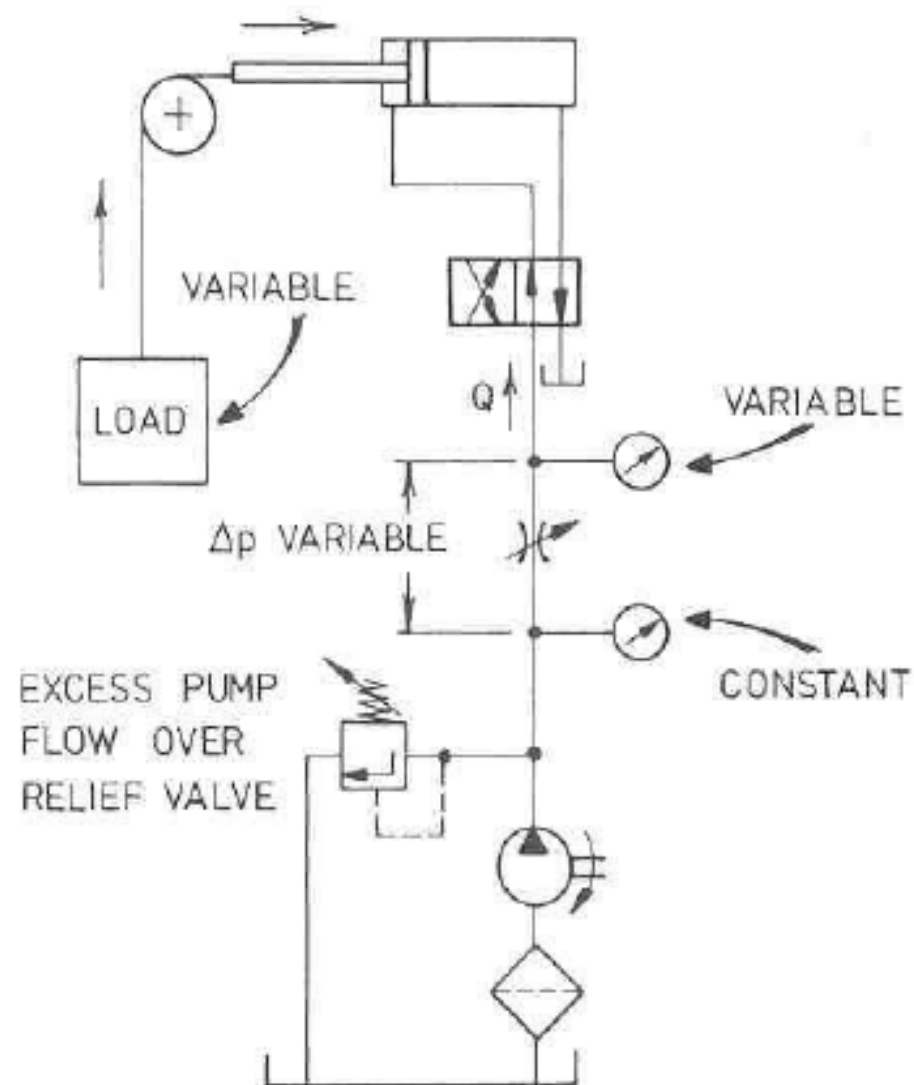 VARIABLE
LOAD
Q
VARIABLE
Δp VARIABLE
CONSTANT
EXCESS PUMP
FLOW OVER
RELIEF VALVE